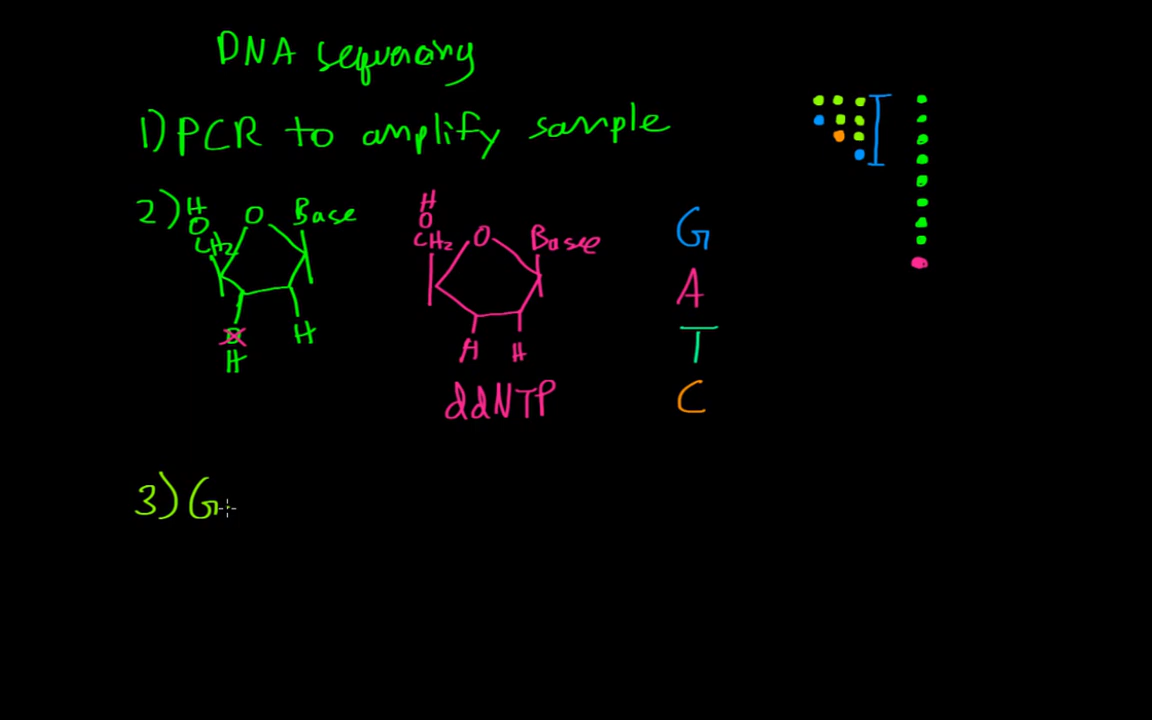 DNA sequencing
1) PCR to amplify sample
2) H O CH2 O Base O H H
H O CH2 O Base H H
ddNTP
G
A
T
C
3) G